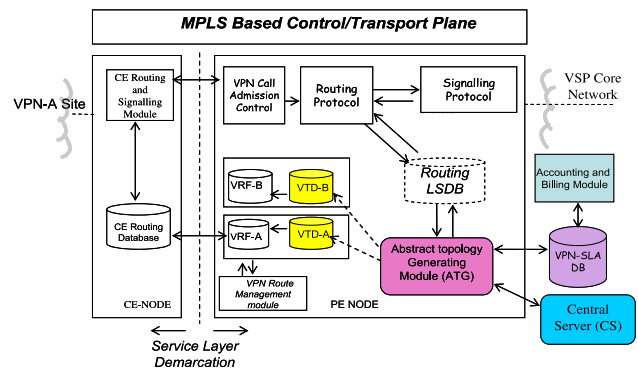 MPLS Based Control/Transport Plane
CE Routing
and
Signalling
Module
VPN Call
Admission
Control
Routing
Protocol
Signalling
Protocol
VSP Core
Network
VPN-A Site
Routing
LSDB
Accounting and
Billing Module
VRF-B
VTD-B
CE Routing
Database
VRF-A
VTD-A
Abstract topology
Generating
Module (ATG)
VPN-SLA
DB
VPN Route
Management
module
CE-NODE
PE NODE
Central
Server (CS)
Service Layer
Demarcation